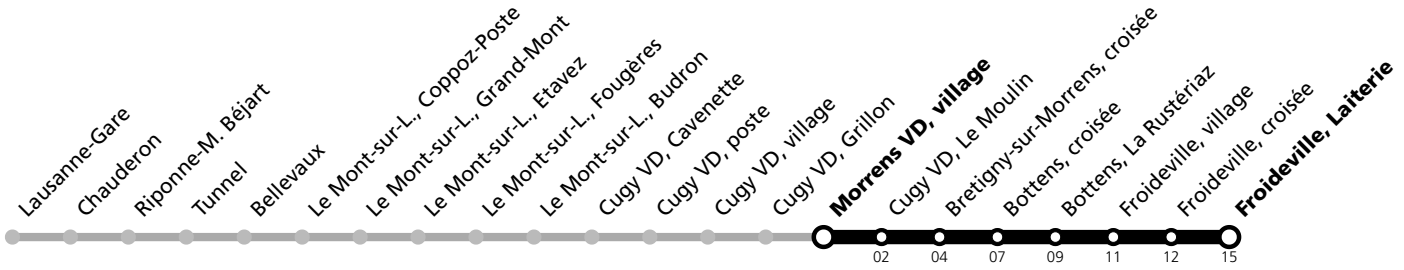 Lausanne-Gare
Chauderon
Riponne-M. Béjart
Tunnel
Bellevaux
Le Mont-sur-L., Coppoz-Poste
Le Mont-sur-L., Grand-Mont
Le Mont-sur-L., Etavez
Le Mont-sur-L., Fougères
Le Mont-sur-L., Budron
Cugy VD, Cavenette
Cugy VD, poste
Cugy VD, village
Cugy VD, Grillon
Morrens VD, village
Cugy VD, Le Moulin
Bretigny-sur-Morrens, croisée
Bottens, croisée
Bottens, La Rustériaz
Froideville, village
Froideville, croisée
Froideville, Laiterie
02 04 07 09 11 12 15